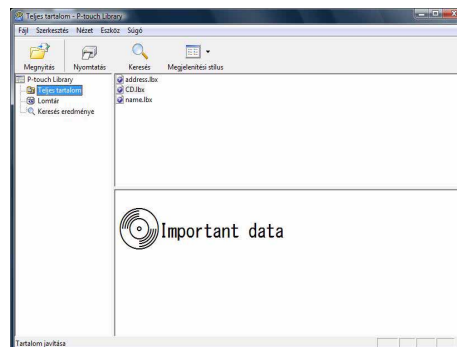 Teljes tartalom - P-touch Library
Fájl Szerkesztés Nézet Eszköz Súgó
Megnyitás Nyomtatás Keresés Megjelenítési stílus
P-touch Library
Teljes tartalom
Lomtár
Keresés eredménye
address.lbx
CD.lbx
name.lbx
Important data
Tartalom javítása